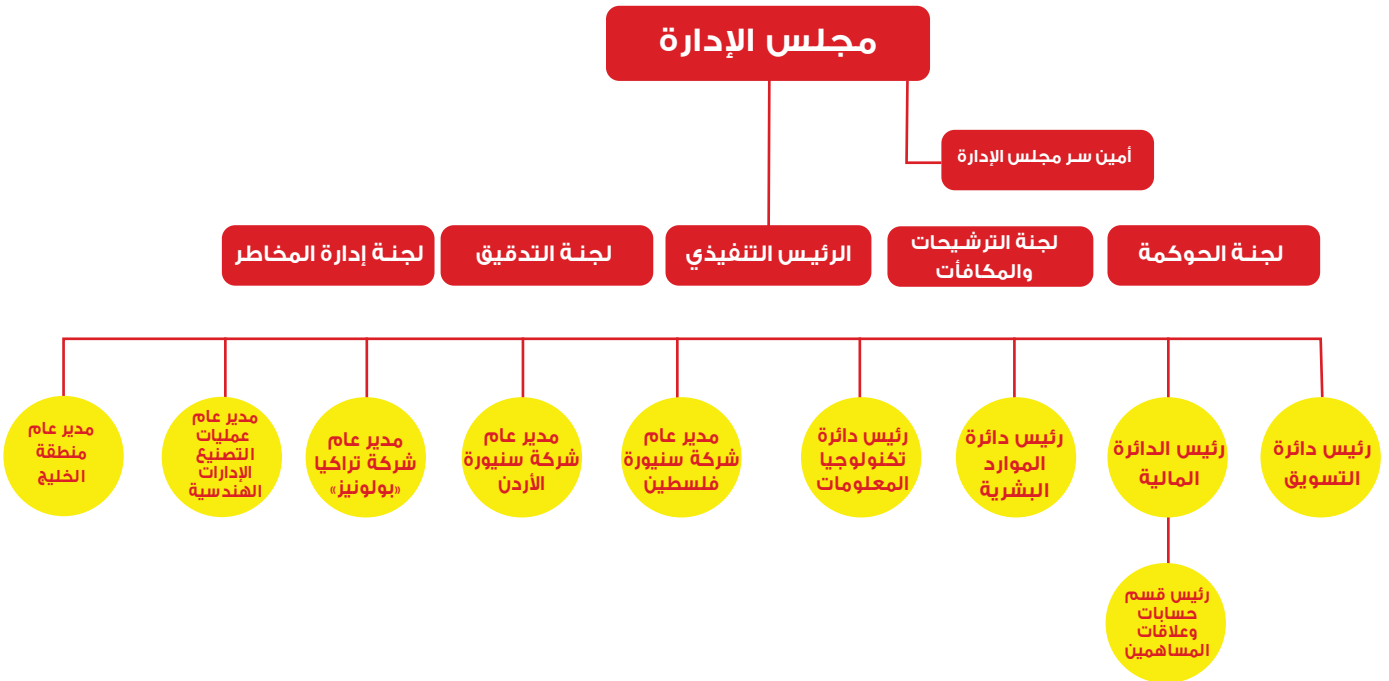 مجلس الإدارة
أمين سر مجلس الإدارة
لجنة الحوكمة
لجنة الترشيحات
والمكافأت
الرئيس التنفيذي
لجنة التدقيق
لجنة إدارة المخاطر
رئيس دائرة
التسويق
رئيس الدائرة
المالية
رئيس دائرة
الموارد
البشرية
رئيس دائرة
تكنولوجيا
المعلومات
مدير عام
شركة سنيورة
فلسطين
مدير عام
شركة سنيورة
الأردن
مدير عام
شركة تراكيا
«بولونيز»
مدير عام
عمليات
التصنيع
الإدارات
الهندسية
مدير عام
منطقة
الخليج
رئيس قسم
حسابات
وعلاقات
المساهمين